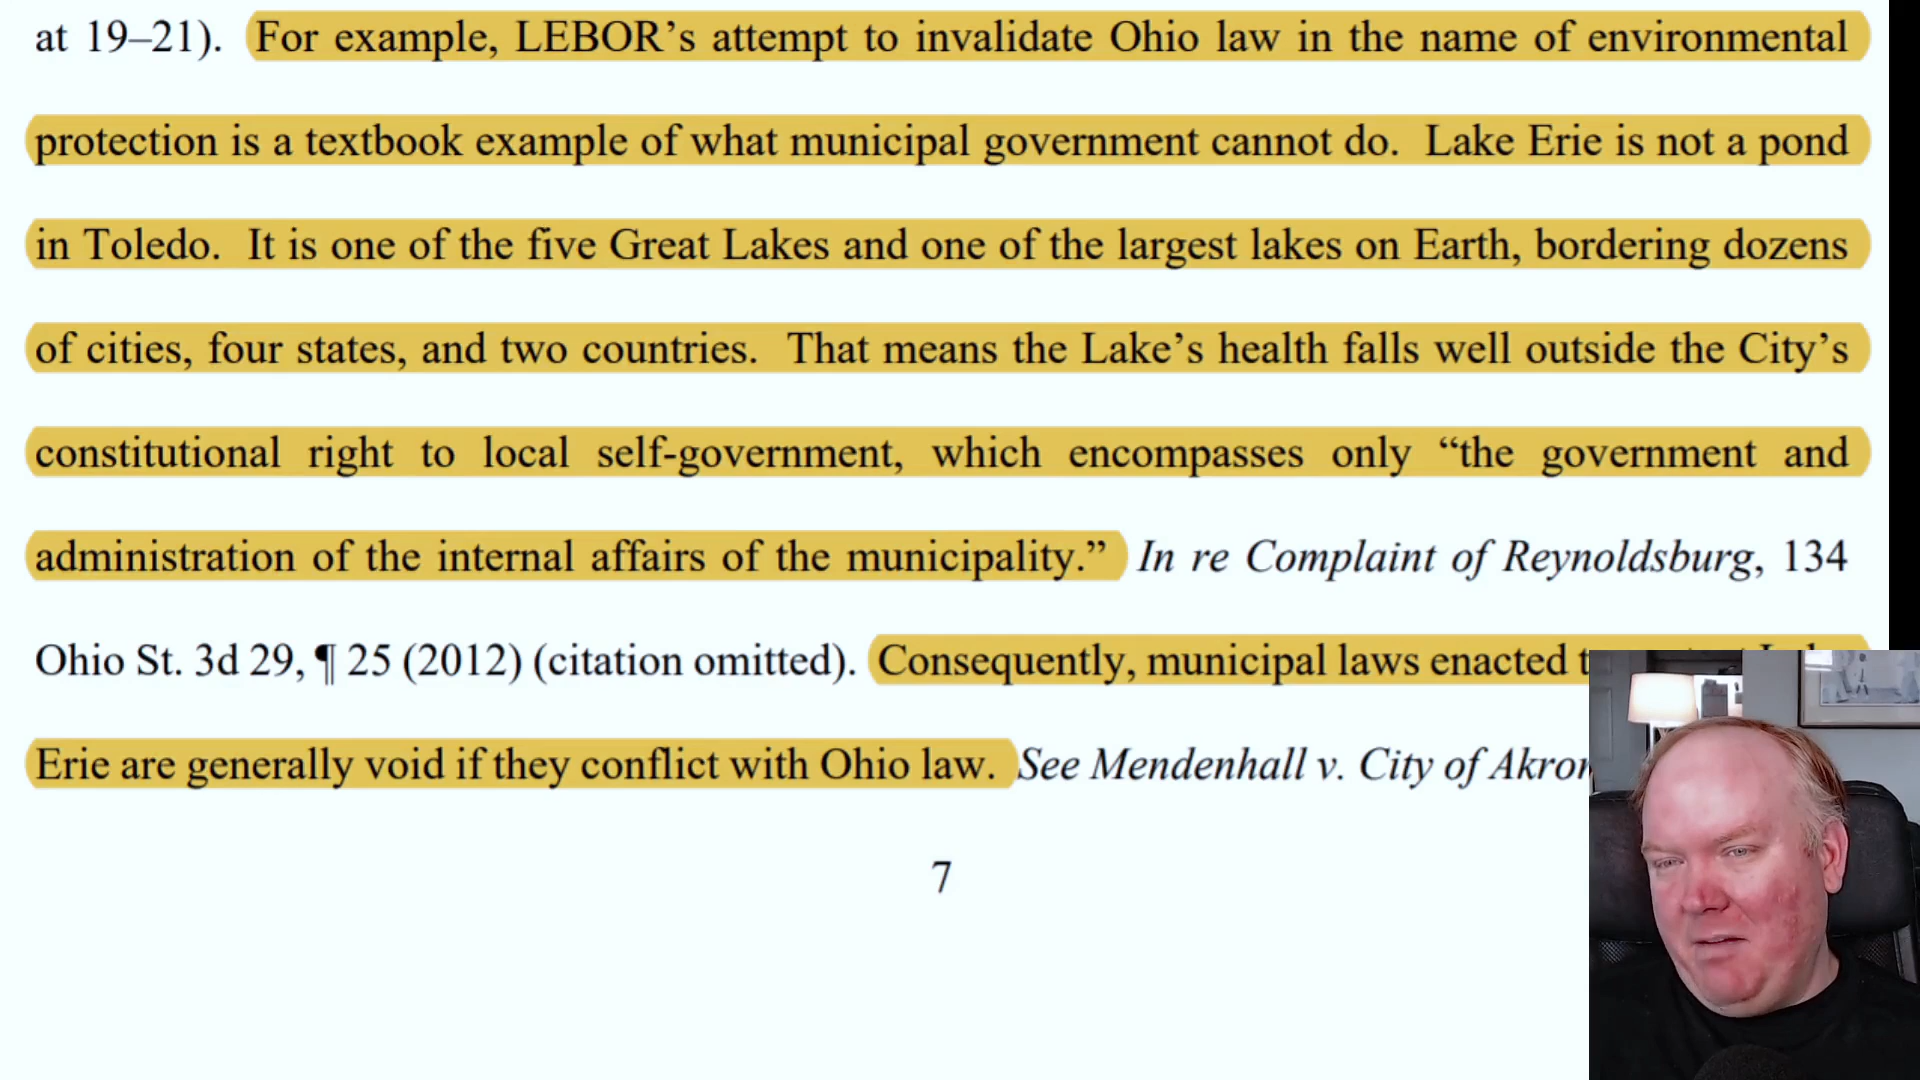 at 19–21).  For example, LEBOR’s attempt to invalidate Ohio law in the name of environmental
protection is a textbook example of what municipal government cannot do.  Lake Erie is not a pond
in Toledo.  It is one of the five Great Lakes and one of the largest lakes on Earth, bordering dozens
of cities, four states, and two countries.  That means the Lake’s health falls well outside the City’s
constitutional right to local self-government, which encompasses only “the government and
administration of the internal affairs of the municipality.”  In re Complaint of Reynoldsburg, 134
Ohio St. 3d 29, ¶ 25 (2012) (citation omitted).  Consequently, municipal laws enacted
Erie are generally void if they conflict with Ohio law.  See Mendenhall v. City of
7